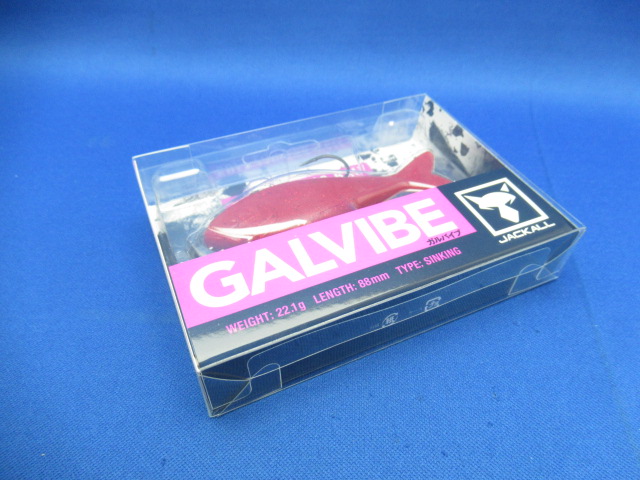 GALVIBE
ガルバイブ
JACKALL
WEIGHT: 22.1g LENGTH: 88mm TYPE: SINKING